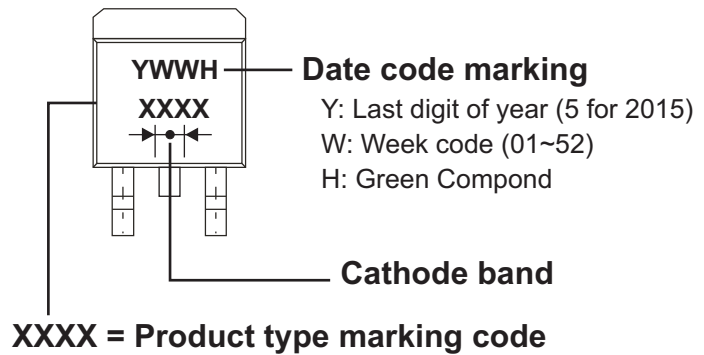 YWWH
Date code marking
XXXX
Y: Last digit of year (5 for 2015)
W: Week code (01~52)
H: Green Compond
Cathode band
XXXX = Product type marking code